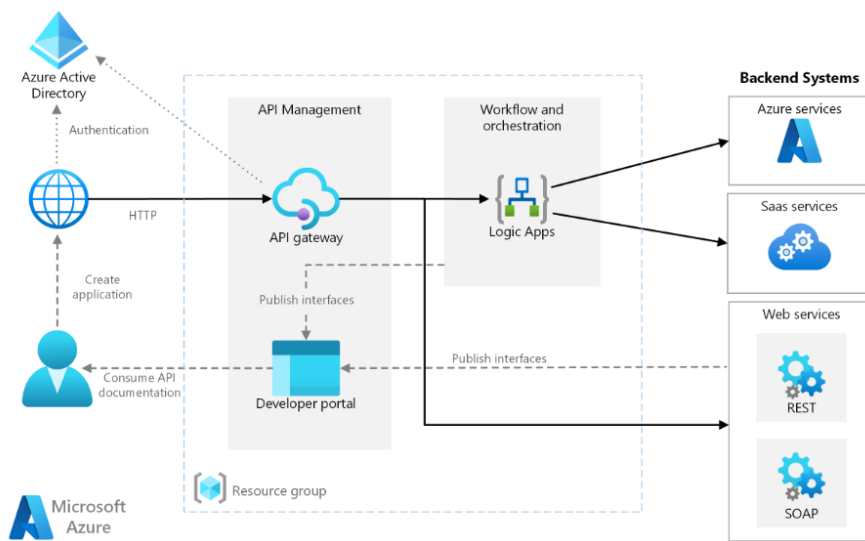 Azure Active
Directory
Authentication
HTTP
Create
application
Consume API
documentation
API Management
API gateway
Publish interfaces
Developer portal
Resource group
Workflow and
orchestration
Logic Apps
Publish interfaces
Backend Systems
Azure services
Saas services
Web services
REST
SOAP
Microsoft
Azure